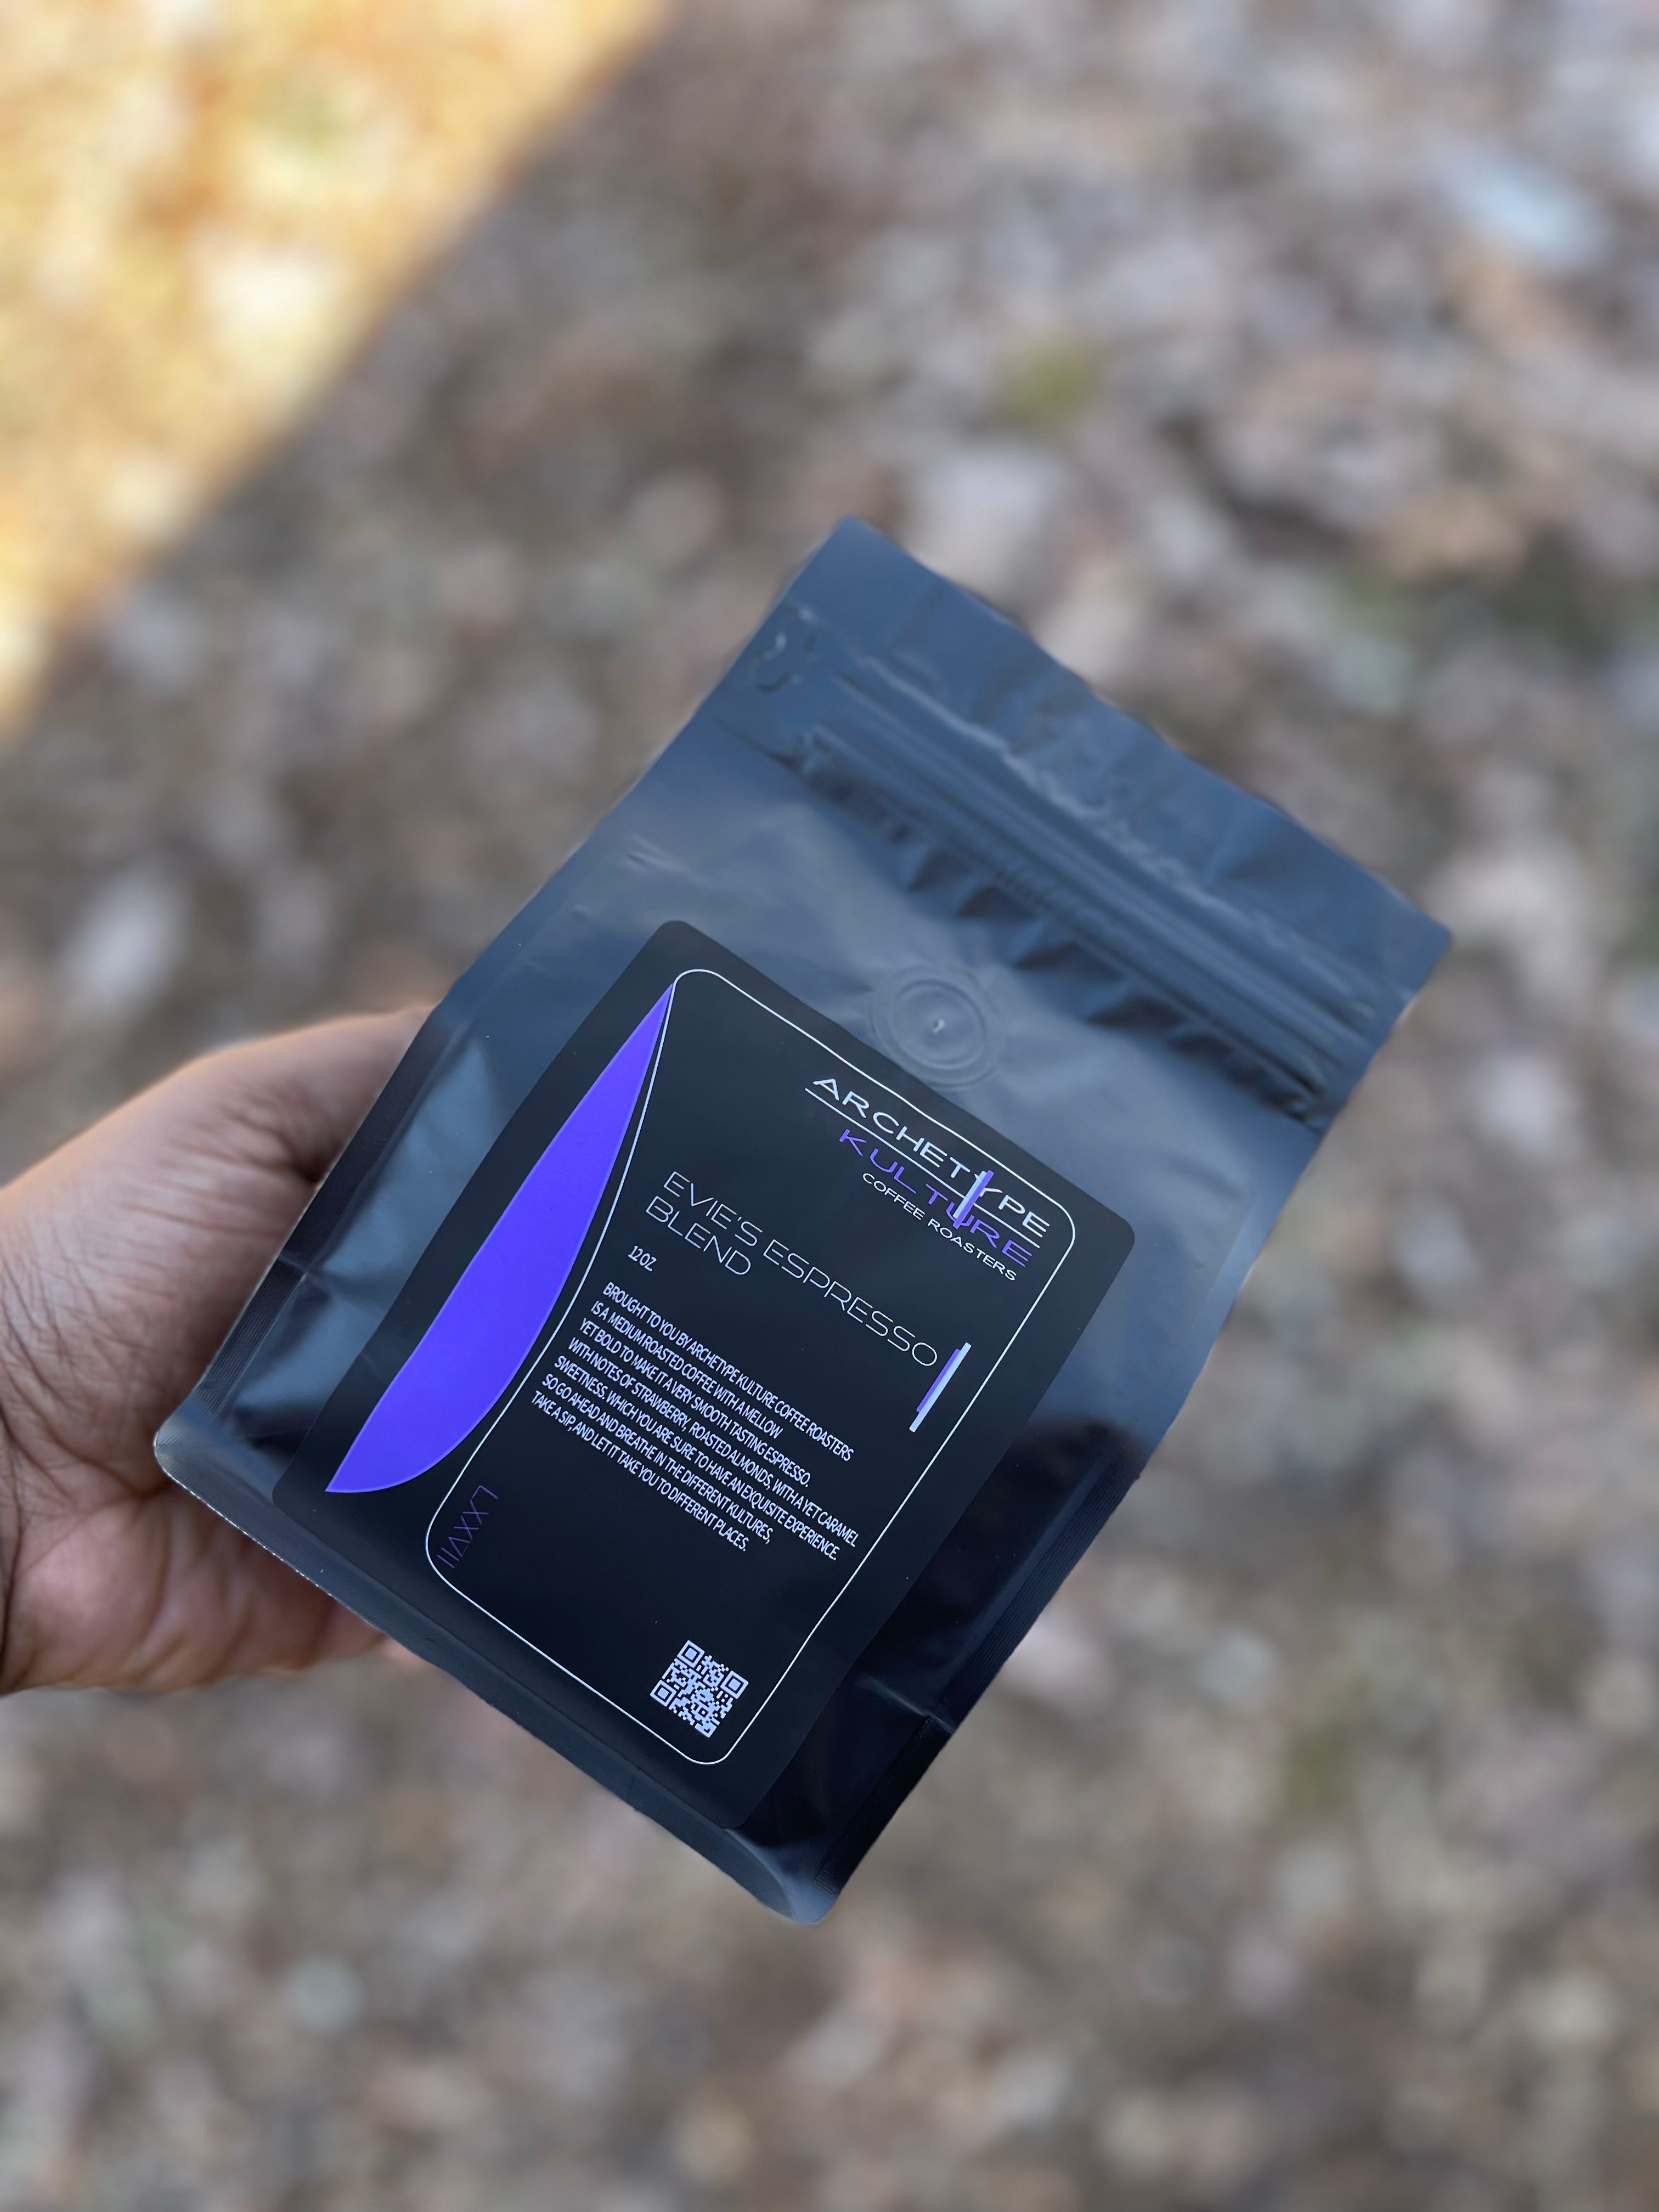 ARCHETYPE
KULTURE
COFFEE ROASTERS
EVIE'S ESPRESSO
BLEND
12 OZ.
BROUGHT TO YOU BY ARCHETYPE KULTURE COFFEE ROASTERS
IS A MEDIUM ROASTED COFFEE WITH A MELLOW
YET BOLD TO MAKE IT A VERY SMOOTH TASTING ESPRESSO.
WITH NOTES OF STRAWBERRY, ROASTED ALMONDS, WITH A YET CARAMEL
SWEETNESS. WHICH YOU ARE SURE TO HAVE AN EXQUISITE EXPERIENCE.
SO GO AHEAD AND BREATHE IN THE DIFFERENT KULTURES,
TAKE A SIP, AND LET IT TAKE YOU TO DIFFERENT PLACES.
LXXVII